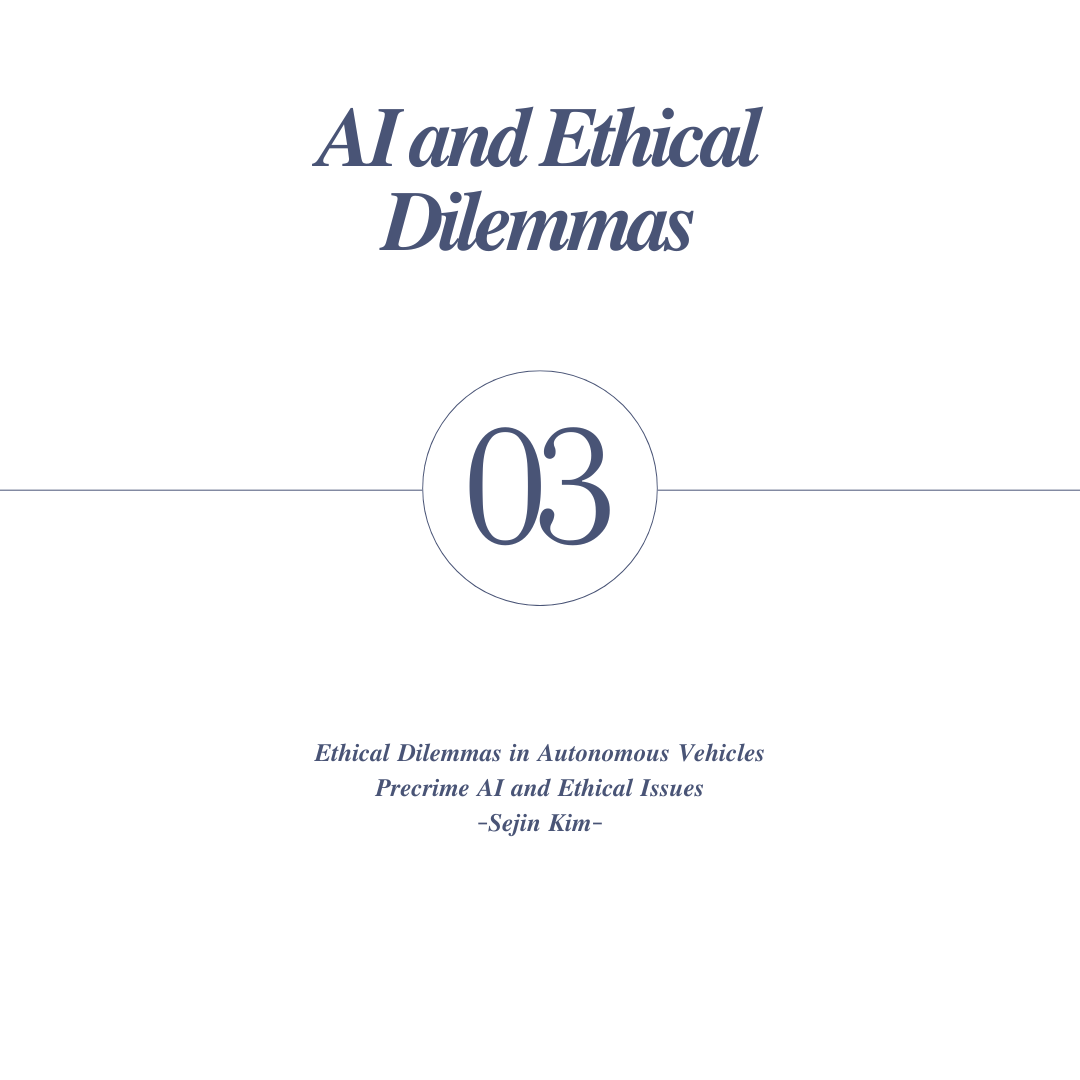 AI and Ethical
Dilemmas
03
Ethical Dilemmas in Autonomous Vehicles
Precrime AI and Ethical Issues
-Sejin Kim-